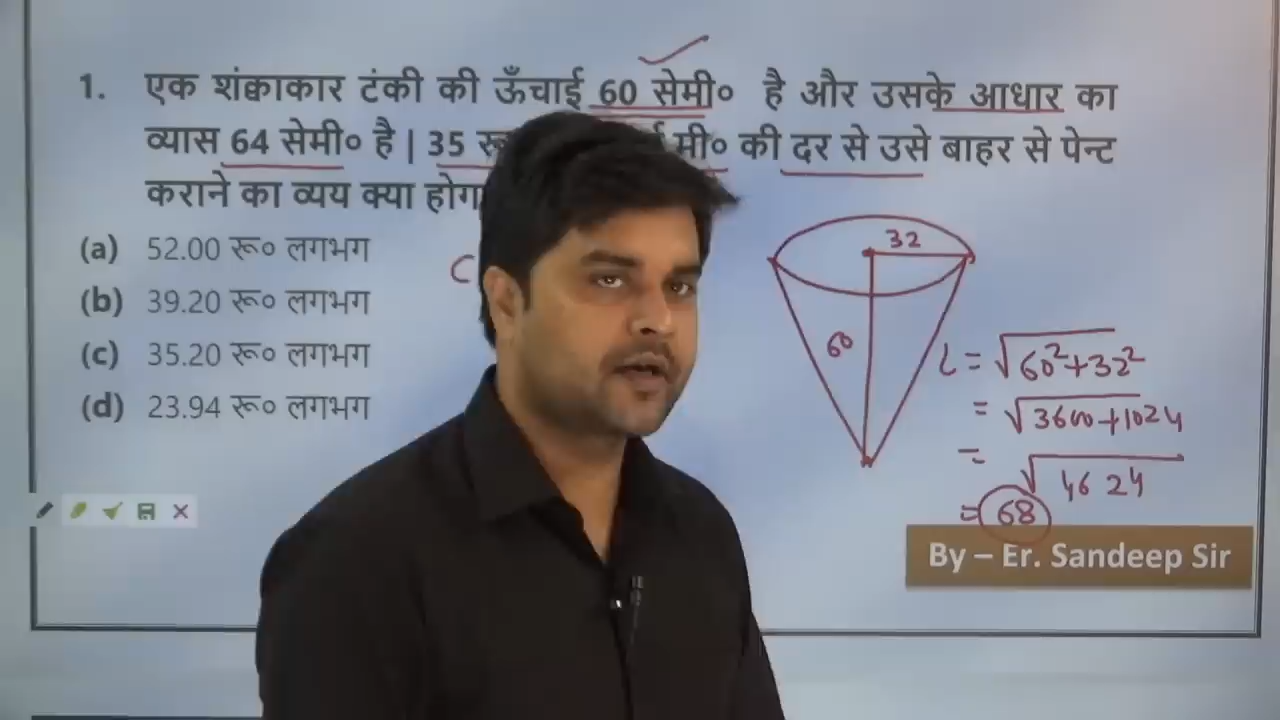 1. एक शंक्वाकार टंकी की ऊँचाई 60 सेमी० है और उसके आधार का
व्यास 64 सेमी० है | 35 रू मी० की दर से उसे बाहर से पेन्ट
कराने का व्यय क्या होगा
(a) 52.00 रू० लगभग
(b) 39.20 रू० लगभग
(c) 35.20 रू० लगभग
(d) 23.94 रू० लगभग
C
32
60
l = √60²+32²
= √3600+1024
= √4624
= 68
By – Er. Sandeep Sir